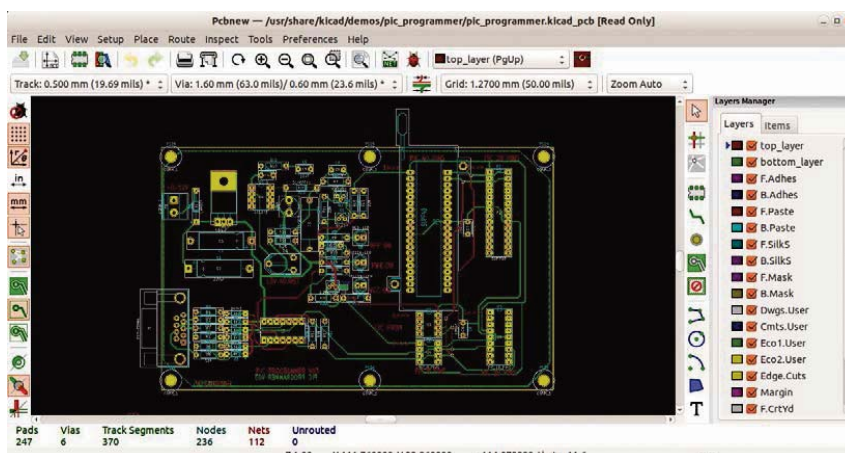 Pcbnew — /usr/share/kicad/demos/pic_programmer/pic_programmer.kicad_pcb [Read Only]
File Edit View Setup Place Route Inspect Tools Preferences Help
top_layer (PgUp)
Track: 0.500 mm (19.69 mils) * Via: 1.60 mm (63.0 mils)/ 0.60 mm (23.6 mils) * Grid: 1.2700 mm (50.00 mils) Zoom Auto
in
mm
Layers Manager
Layers Items
top_layer
bottom_layer
F.Adhes
B.Adhes
F.Paste
B.Paste
F.SilkS
B.SilkS
F.Mask
B.Mask
Dwgs.User
Cmts.User
Eco1.User
Eco2.User
Edge.Cuts
Margin
F.CrtYd
T
Pads Vias Track Segments Nodes Nets Unrouted
247 6 370 236 112 0